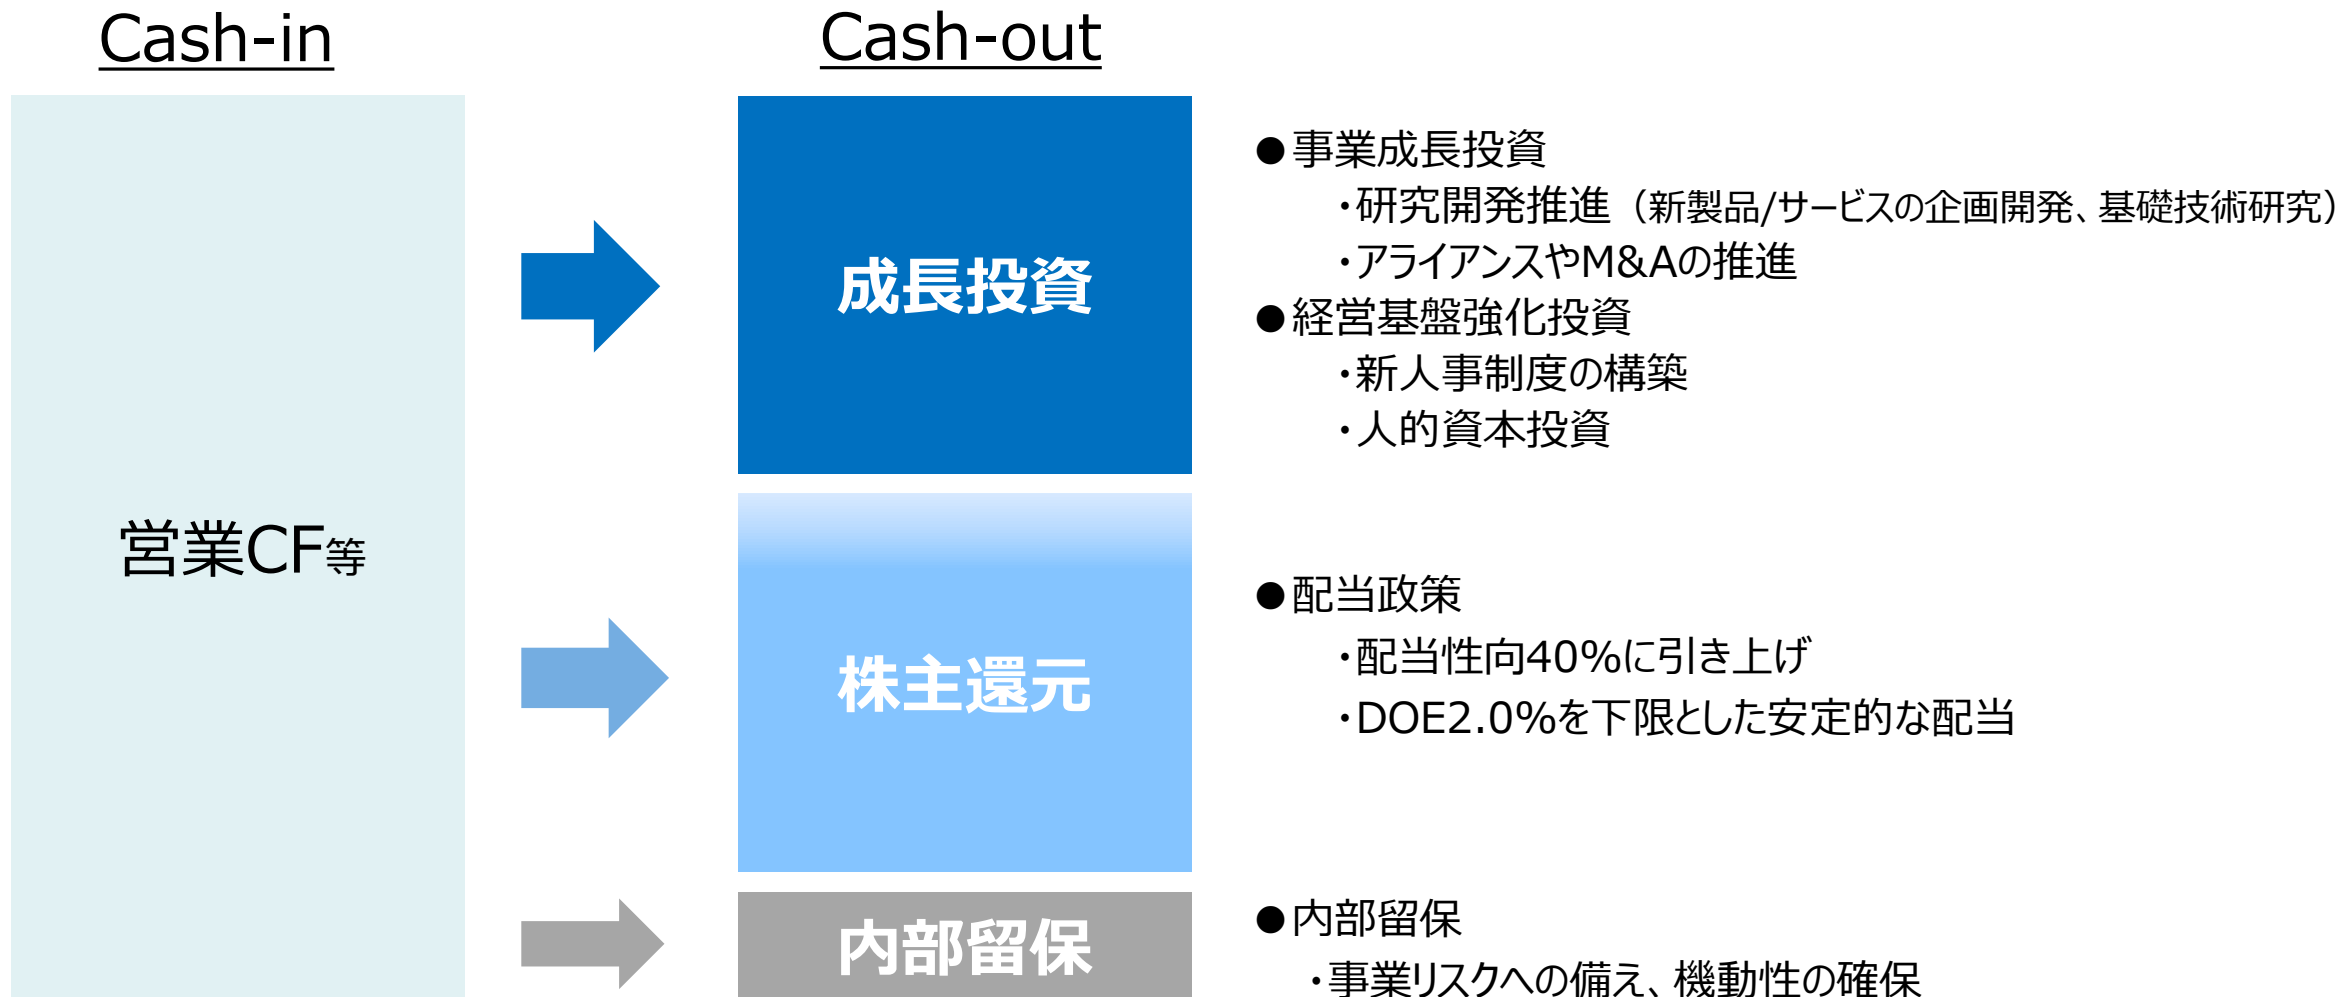 Cash-in
Cash-out
営業CF等
成長投資
●事業成長投資
・研究開発推進（新製品/サービスの企画開発、基礎技術研究）
・アライアンスやM&Aの推進
●経営基盤強化投資
・新人事制度の構築
・人的資本投資
株主還元
●配当政策
・配当性向40%に引き上げ
・DOE2.0%を下限とした安定的な配当
内部留保
●内部留保
・事業リスクへの備え、機動性の確保